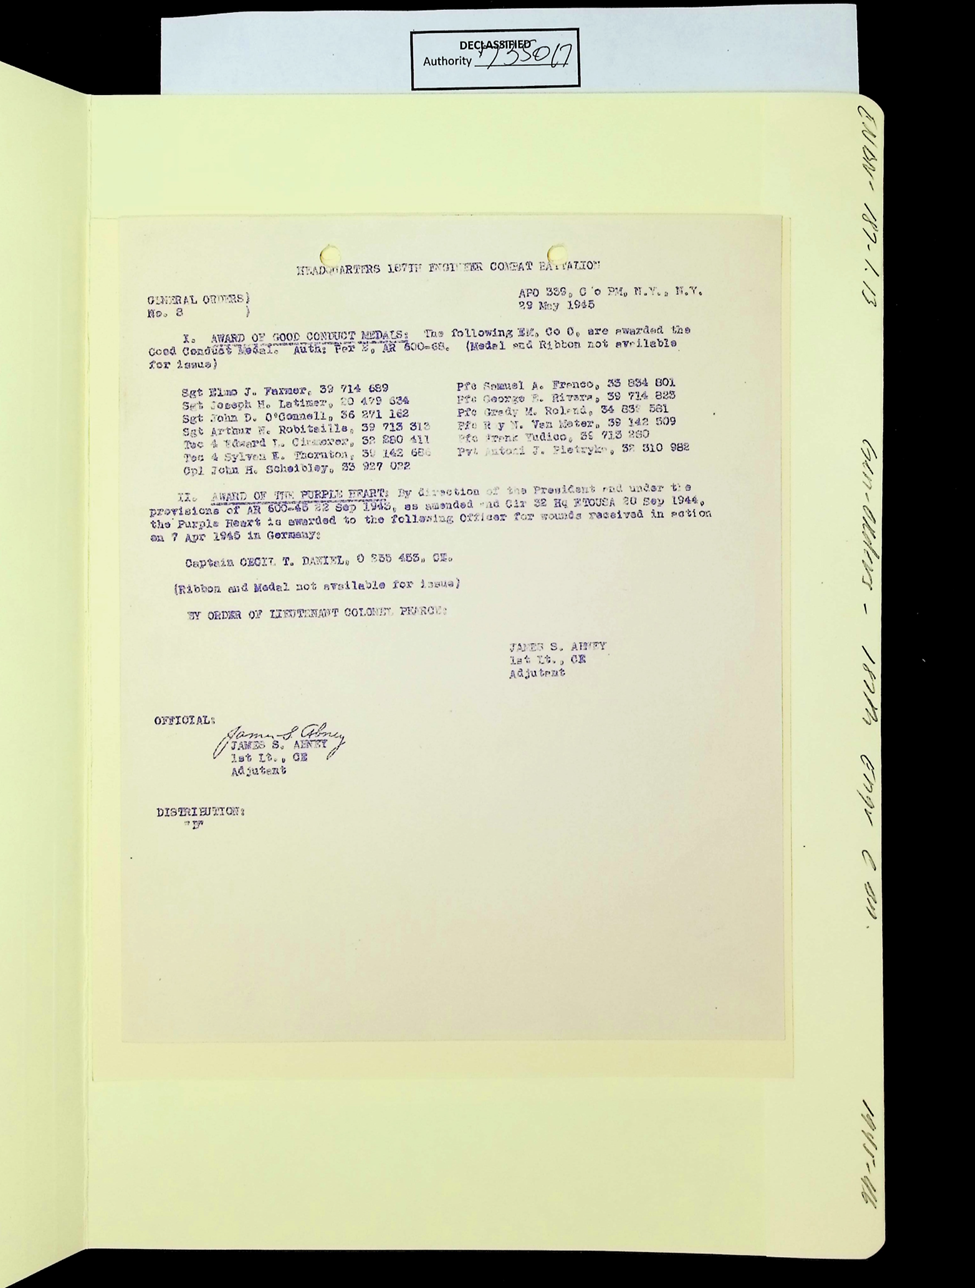 DECLASSIFIED
Authority 735017
HEADQUARTERS 187TH ENGINEER COMBAT BATTALION
GENERAL ORDERS)
No. 3 )
APO 339, C/o PM, N.Y., N.Y.
29 May 1945
I. AWARD OF GOOD CONDUCT MEDALS: The following EM, Co C, are awarded the
Good Conduct Medal. Auth: Par 2, AR 600-68. (Medal and Ribbon not available
for issue)
Sgt Elmo J. Farmer, 39 714 689
Sgt Joseph H. Latimer, 20 479 634
Sgt John D. O'Connell, 36 271 162
Sgt Arthur N. Robitaille, 39 713 313
Tec 4 Edward L. 32 280 411
Tec 4 Sylvan E. Thornton, 39 142
Cpl John H. Scheibley, 33 927 022
Pfc Samuel A. Franco, 33 834 801
Pfc George R. Rivara, 39 714 823
Pfc Grady M. Roland, 34 581
Pfc R y N. Van Meter, 39 142 509
Pfc Frank Yudico, 39 713 280
Pvt Antoni J. Pietryka, 32 310 982
II. AWARD OF THE PURPLE HEART: By direction of the President and under the
provisions of AR 600-45 22 Sep 1943, as amended and Cir 32 Hq ETOUSA 20 Sep 1944,
the Purple Heart is awarded to the following Officer for wounds received in action
on 7 Apr 1945 in Germany:
Captain CECIL T. DANIEL, O 453, CE.
(Ribbon and Medal not available for issue)
BY ORDER OF LIEUTENANT COLONEL PEARCE:
JAMES S. ABNEY
1st Lt., CE
Adjutant
OFFICIAL:
James S. Abney
JAMES S. ABNEY
1st Lt., CE
Adjutant
DISTRIBUTION:
"D"
ENBN-187-1.13
Gen Orders - 187th Engr C Bn.
1945-46